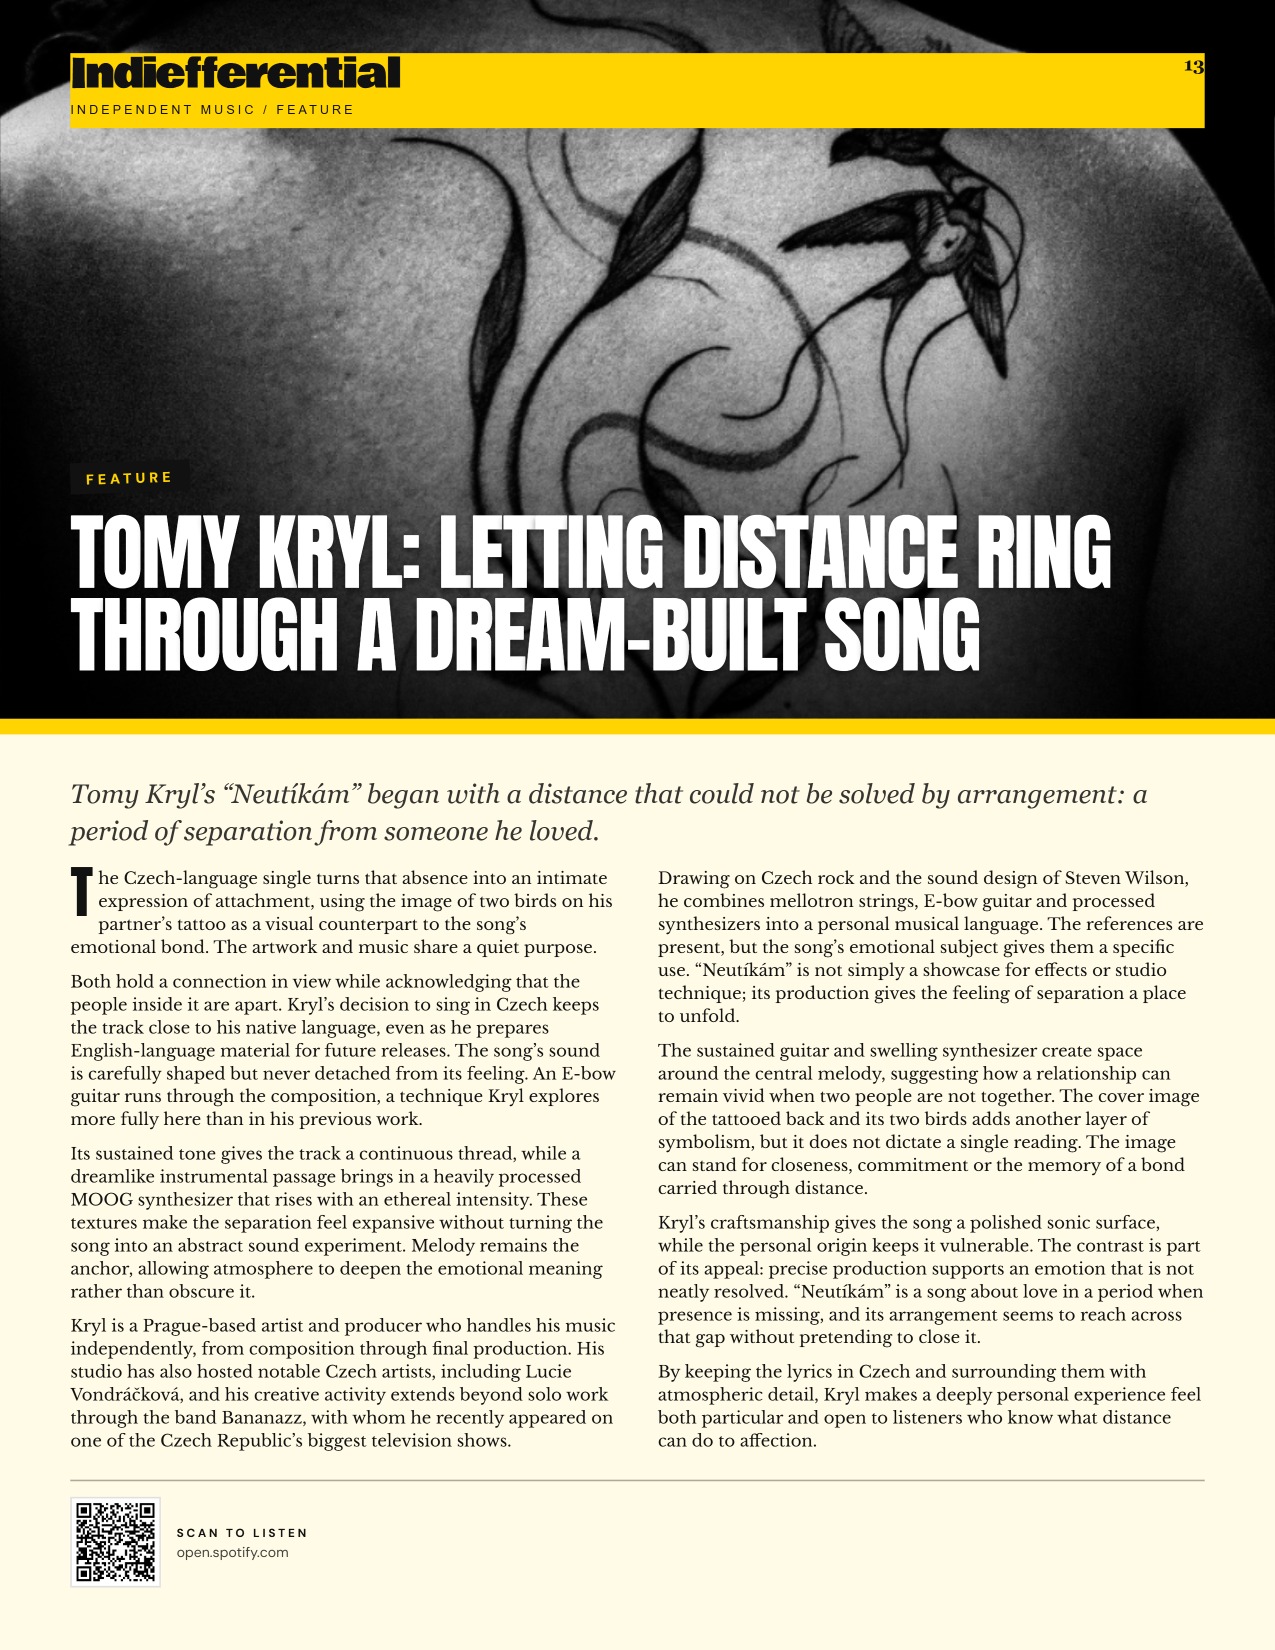 Indiefferential
13
INDEPENDENT MUSIC / FEATURE
FEATURE
TOMY KRYL: LETTING DISTANCE RING
THROUGH A DREAM-BUILT SONG
Tomy Kryl’s “Neutíkám” began with a distance that could not be solved by arrangement: a
period of separation from someone he loved.
The Czech-language single turns that absence into an intimate
expression of attachment, using the image of two birds on his
partner’s tattoo as a visual counterpart to the song’s
emotional bond. The artwork and music share a quiet purpose.
Both hold a connection in view while acknowledging that the
people inside it are apart. Kryl’s decision to sing in Czech keeps
the track close to his native language, even as he prepares
English-language material for future releases. The song’s sound
is carefully shaped but never detached from its feeling. An E-bow
guitar runs through the composition, a technique Kryl explores
more fully here than in his previous work.
Its sustained tone gives the track a continuous thread, while a
dreamlike instrumental passage brings in a heavily processed
MOOG synthesizer that rises with an ethereal intensity. These
textures make the separation feel expansive without turning the
song into an abstract sound experiment. Melody remains the
anchor, allowing atmosphere to deepen the emotional meaning
rather than obscure it.
Kryl is a Prague-based artist and producer who handles his music
independently, from composition through final production. His
studio has also hosted notable Czech artists, including Lucie
Vondráčková, and his creative activity extends beyond solo work
through the band Bananazz, with whom he recently appeared on
one of the Czech Republic’s biggest television shows.
Drawing on Czech rock and the sound design of Steven Wilson,
he combines mellotron strings, E-bow guitar and processed
synthesizers into a personal musical language. The references are
present, but the song’s emotional subject gives them a specific
use. “Neutíkám” is not simply a showcase for effects or studio
technique; its production gives the feeling of separation a place
to unfold.
The sustained guitar and swelling synthesizer create space
around the central melody, suggesting how a relationship can
remain vivid when two people are not together. The cover image
of the tattooed back and its two birds adds another layer of
symbolism, but it does not dictate a single reading. The image
can stand for closeness, commitment or the memory of a bond
carried through distance.
Kryl’s craftsmanship gives the song a polished sonic surface,
while the personal origin keeps it vulnerable. The contrast is part
of its appeal: precise production supports an emotion that is not
neatly resolved. “Neutíkám” is a song about love in a period when
presence is missing, and its arrangement seems to reach across
that gap without pretending to close it.
By keeping the lyrics in Czech and surrounding them with
atmospheric detail, Kryl makes a deeply personal experience feel
both particular and open to listeners who know what distance
can do to affection.
SCAN TO LISTEN
open.spotify.com